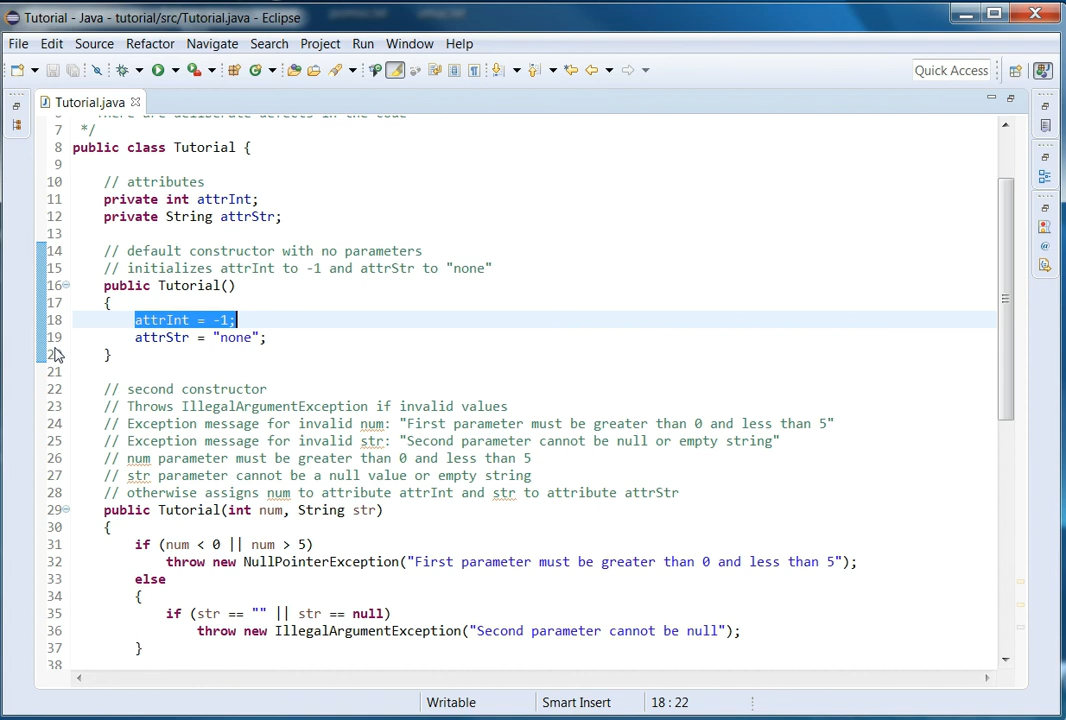 Tutorial - Java - tutorial/src/Tutorial.java - Eclipse
File Edit Source Refactor Navigate Search Project Run Window Help
Quick Access
Tutorial.java
There are deliberate defects in the code
7 */
8 public class Tutorial {
9
10 // attributes
11 private int attrInt;
12 private String attrStr;
13
14 // default constructor with no parameters
15 // initializes attrInt to -1 and attrStr to "none"
16 public Tutorial()
17 {
18 attrInt = -1;
19 attrStr = "none";
}
21
22 // second constructor
23 // Throws IllegalArgumentException if invalid values
24 // Exception message for invalid num: "First parameter must be greater than 0 and less than 5"
25 // Exception message for invalid str: "Second parameter cannot be null or empty string"
26 // num parameter must be greater than 0 and less than 5
27 // str parameter cannot be a null value or empty string
28 // otherwise assigns num to attribute attrInt and str to attribute attrStr
29 public Tutorial(int num, String str)
30 {
31 if (num < 0 || num > 5)
32 throw new NullPointerException("First parameter must be greater than 0 and less than 5");
33 else
34 {
35 if (str == "" || str == null)
36 throw new IllegalArgumentException("Second parameter cannot be null");
37 }
38
Writable Smart Insert 18 : 22